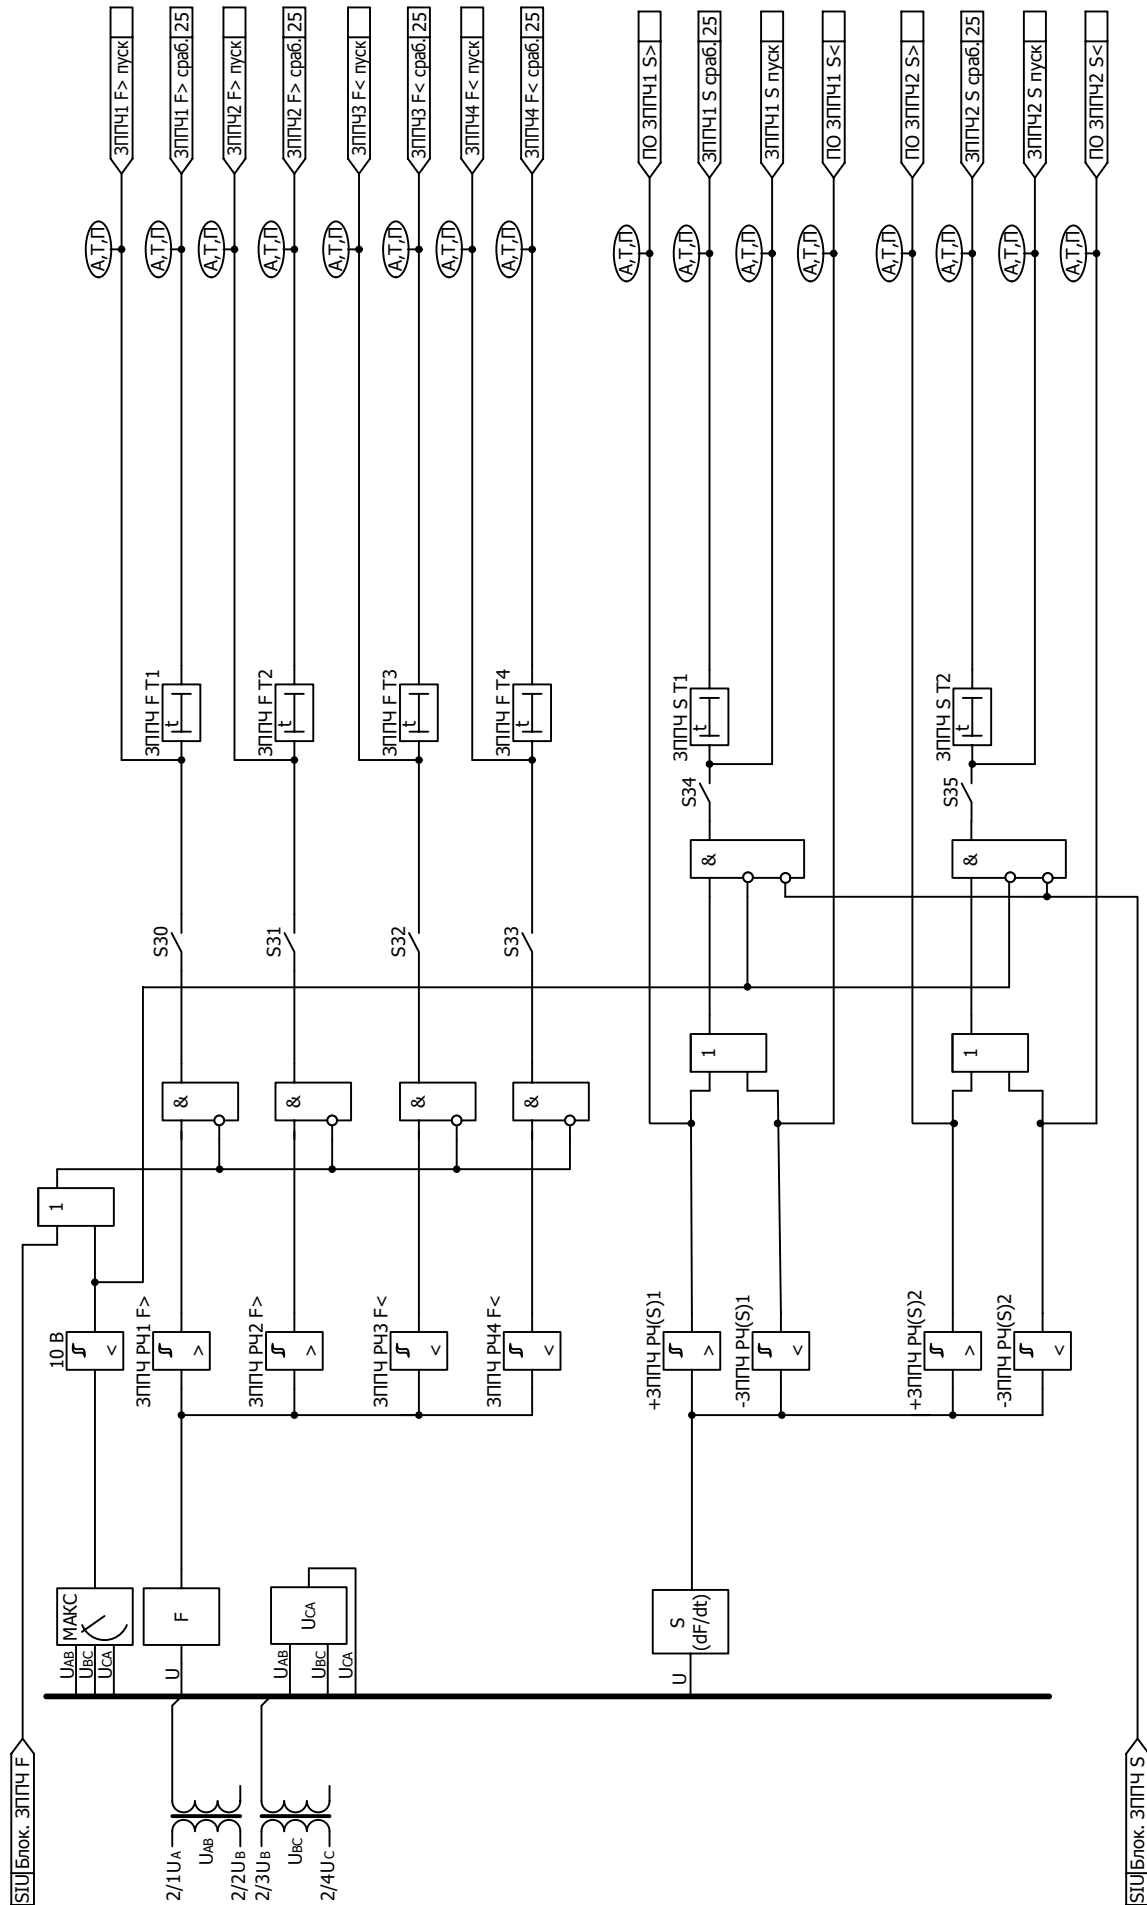 SIU Блок. ЗППЧ F
2/1UA
UAB
2/2UB
2/3UB
UBC
2/4UC
UAB
UBC
UCA
МАКС
U
F
UAB
UBC
UCA
UCA
U
S
(dF/dt)
10 В
<
1
ЗППЧ РЧ1 F>
>
ЗППЧ РЧ2 F>
>
ЗППЧ РЧ3 F<
<
ЗППЧ РЧ4 F<
<
+ЗППЧ РЧ(S)1
>
-ЗППЧ РЧ(S)1
<
+ЗППЧ РЧ(S)2
>
-ЗППЧ РЧ(S)2
<
&
&
&
&
1
1
S30
S31
S32
S33
&
&
S34
S35
ЗППЧ F T1
t
ЗППЧ F T2
t
ЗППЧ F T3
t
ЗППЧ F T4
t
ЗППЧ S T1
t
ЗППЧ S T2
t
А,Т,П
ЗППЧ1 F> пуск
А,Т,П
ЗППЧ1 F> сраб. 25
А,Т,П
ЗППЧ2 F> пуск
А,Т,П
ЗППЧ2 F> сраб. 25
А,Т,П
ЗППЧ3 F< пуск
А,Т,П
ЗППЧ3 F< сраб. 25
А,Т,П
ЗППЧ4 F< пуск
А,Т,П
ЗППЧ4 F< сраб. 25
А,Т,П
ПО ЗППЧ1 S>
А,Т,П
ЗППЧ1 S сраб. 25
А,Т,П
ЗППЧ1 S пуск
А,Т,П
ПО ЗППЧ1 S<
А,Т,П
ПО ЗППЧ2 S>
А,Т,П
ЗППЧ2 S сраб. 25
А,Т,П
ЗППЧ2 S пуск
А,Т,П
ПО ЗППЧ2 S<
SIU Блок. ЗППЧ S